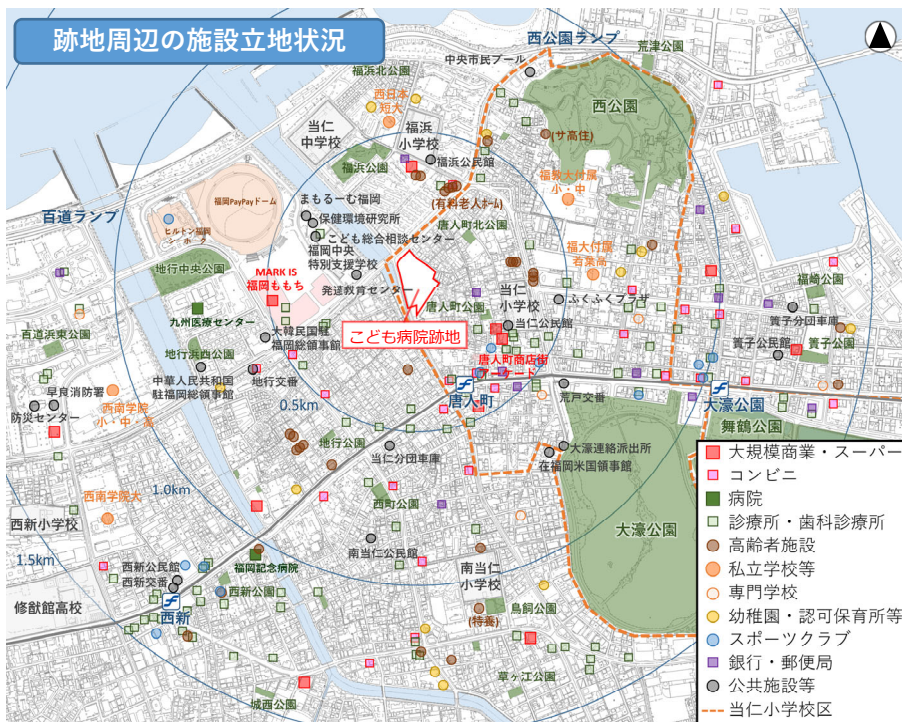 跡地周辺の施設立地状況
西公園ランプ
荒津公園
中央市民プール
福浜北公園
西日本
短大
西公園
当仁
中学校
福浜
小学校
(サ高住)
福浜公園
福浜公民館
福教大付属
小・中
百道ランプ
福岡PayPayドーム
まもるーむ福岡
(有料老人ホーム)
保健環境研究所
唐人町北公園
ヒルトン福岡
シーホーク
こども総合相談センター
福岡中央
特別支援学校
福大付属
若葉高
地行中央公園
MARK IS
福岡ももち
発達教育センター
唐人町公園
当仁
小学校
ふくふくプラザ
福崎公園
簀子分団車庫
九州医療センター
こども病院跡地
当仁公館
百道浜東公園
大韓民国駐
福岡総領事館
簀子公民館
簀子公園
地行浜西公園
唐人町商店街
アーケード
中華人民共和国
駐福岡総領事館
地行交番
唐人町
荒戸交番
大濠公園
早良消防署
防災センター
西南学院
小・中・高
0.5km
舞鶴公園
地行公園
当仁分団車庫
大濠連絡派出所
在福岡米国領事館
大規模商業・スーパー
コンビニ
病院
診療所・歯科診療所
高齢者施設
私立学校等
専門学校
幼稚園・認可保育所等
スポーツクラブ
銀行・郵便局
公共施設等
当仁小学校区
1.0km
西南学院大
西町公園
大濠公園
西新小学校
南当仁公民館
1.5km
西新公民館
西新交番
福岡記念病院
南当仁
小学校
修猷館高校
西新
西新公園
(特養)
鳥飼公園
草ヶ江公園
城西公園